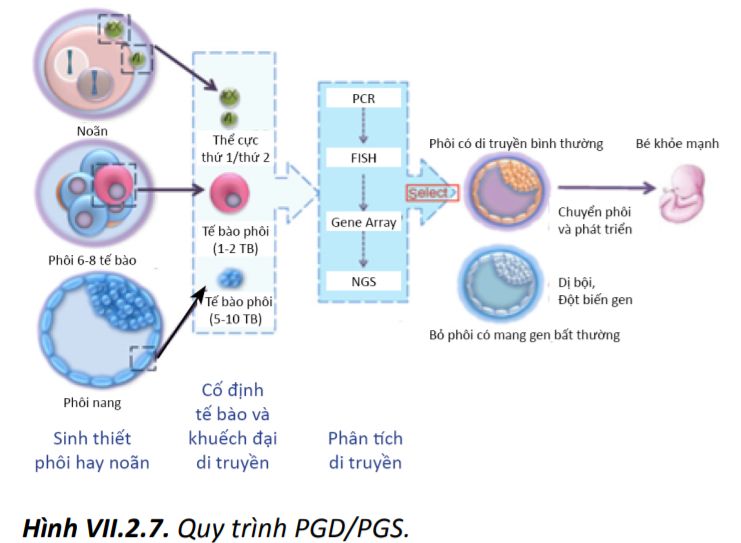 Noãn
Phôi 6-8 tế bào
Phôi nang
Sinh thiết
phôi hay noãn
Thể cực
thứ 1/thứ 2
Tế bào phôi
(1-2 TB)
Tế bào phôi
(5-10 TB)
Cố định
tế bào và
khuếch đại
di truyền
PCR
FISH
Gene Array
NGS
Phân tích
di truyền
Select
Phôi có di truyền bình thường
Chuyển phôi
và phát triển
Bé khỏe mạnh
Dị bội,
Đột biến gen
Bỏ phôi có mang gen bất thường
Hình VII.2.7. Quy trình PGD/PGS.